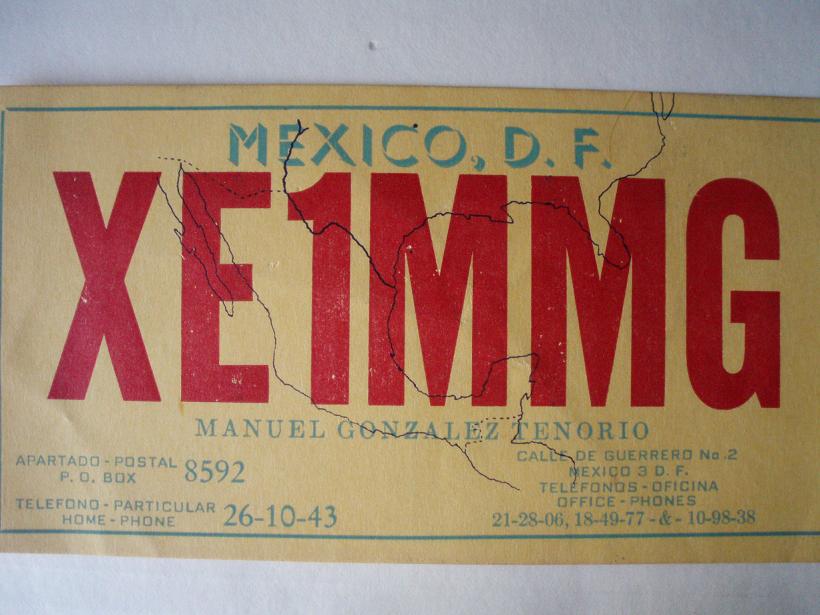 MEXICO, D. F.
XE1MMG
MANUEL GONZALEZ TENORIO
APARTADO-POSTAL 8592
P. O. BOX
TELEFONO-PARTICULAR 26-10-43
HOME-PHONE
CALLE DE GUERRERO No.2
MEXICO 3 D. F.
TELEFONOS-OFICINA
OFFICE-PHONES
21-28-06, 18-49-77-&-10-98-38